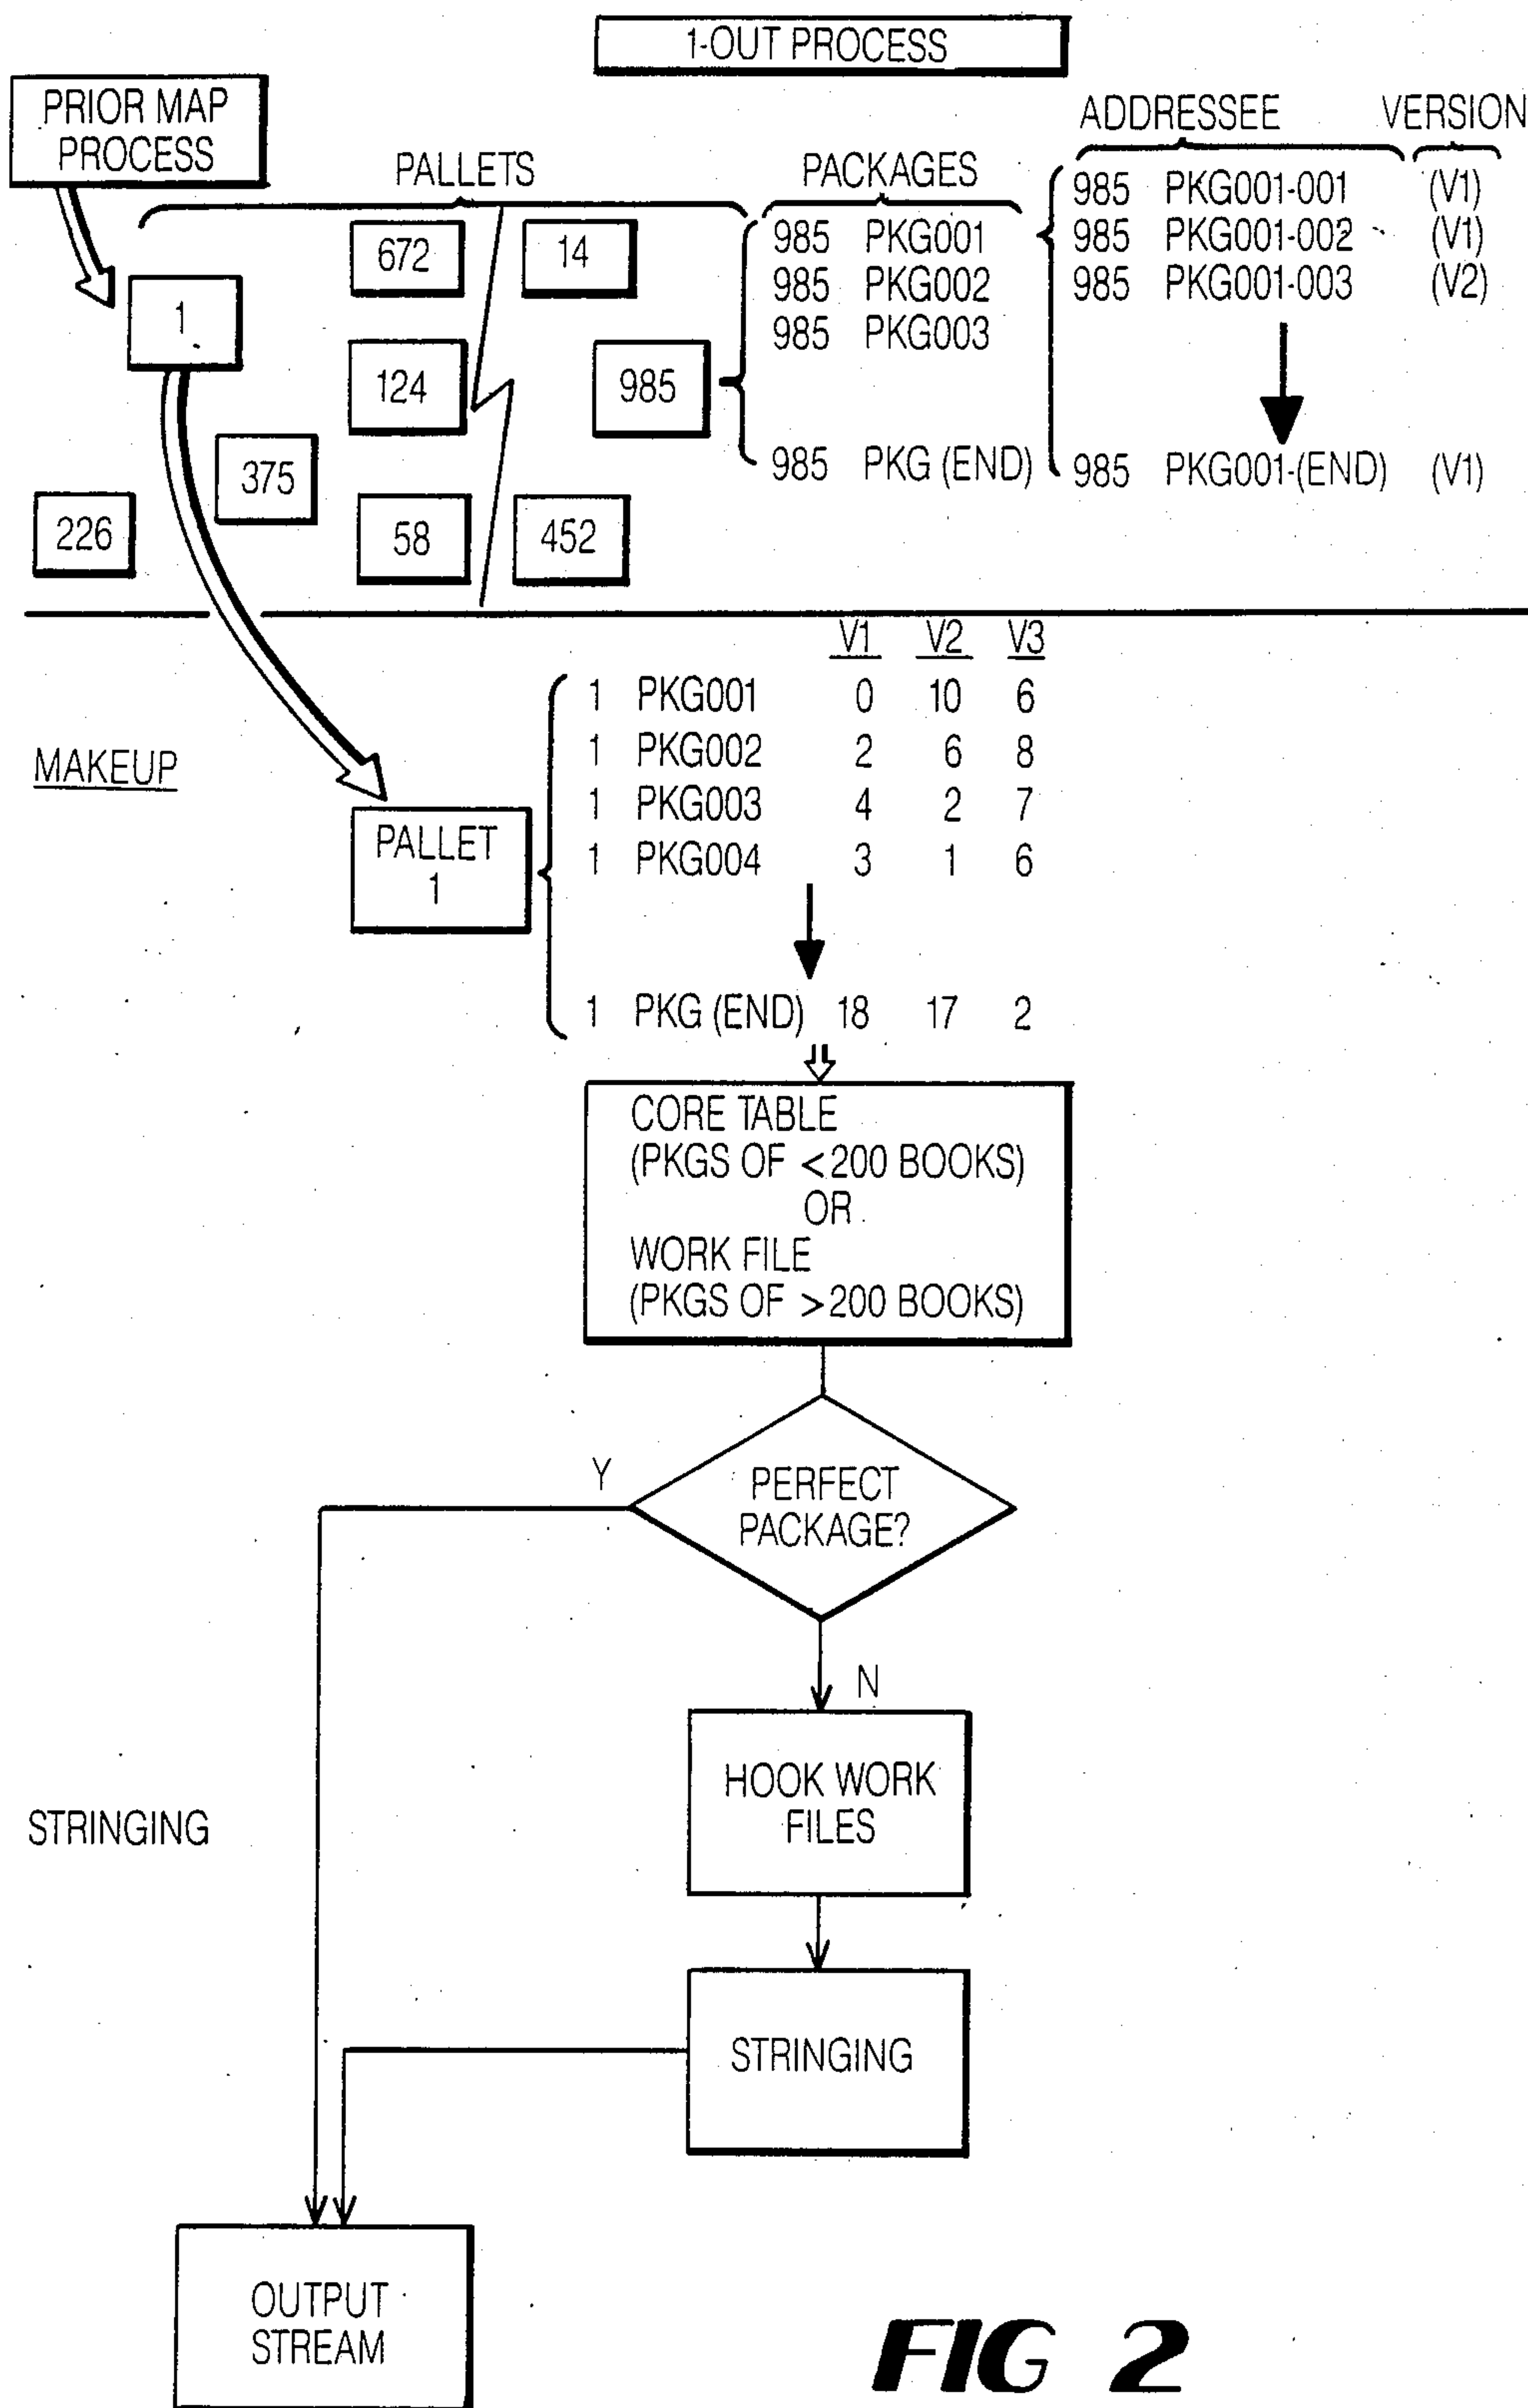 1-OUT PROCESS
PRIOR MAP
PROCESS
ADDRESSEE VERSION
PALLETS PACKAGES
985 PKG001-001 (V1)
672 14 985 PKG001 985 PKG001-002 (V1)
985 PKG002 985 PKG001-003 (V2)
1 985 PKG003
124 985
375 985 PKG (END) 985 PKG001-(END) (V1)
226 58 452
V1 V2 V3
1 PKG001 0 10 6
1 PKG002 2 6 8
MAKEUP
1 PKG003 4 2 7
PALLET
1
1 PKG004 3 1 6
1 PKG (END) 18 17 2
CORE TABLE
(PKGS OF <200 BOOKS)
OR
WORK FILE
(PKGS OF >200 BOOKS)
Y
PERFECT
PACKAGE?
N
HOOK WORK
FILES
STRINGING
STRINGING
OUTPUT
STREAM
FIG 2